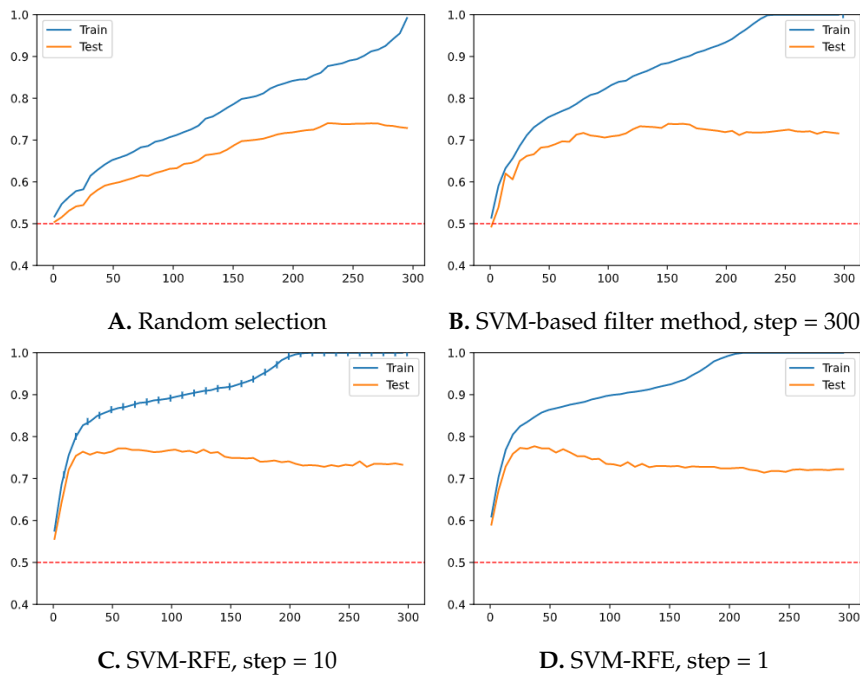 1.0
0.9
0.8
0.7
0.6
0.5
0.4
0 50 100 150 200 250 300
Train
Test
A. Random selection
1.0
0.9
0.8
0.7
0.6
0.5
0.4
0 50 100 150 200 250 300
Train
Test
B. SVM-based filter method, step = 300
1.0
0.9
0.8
0.7
0.6
0.5
0.4
0 50 100 150 200 250 300
Train
Test
C. SVM-RFE, step = 10
1.0
0.9
0.8
0.7
0.6
0.5
0.4
0 50 100 150 200 250 300
Train
Test
D. SVM-RFE, step = 1